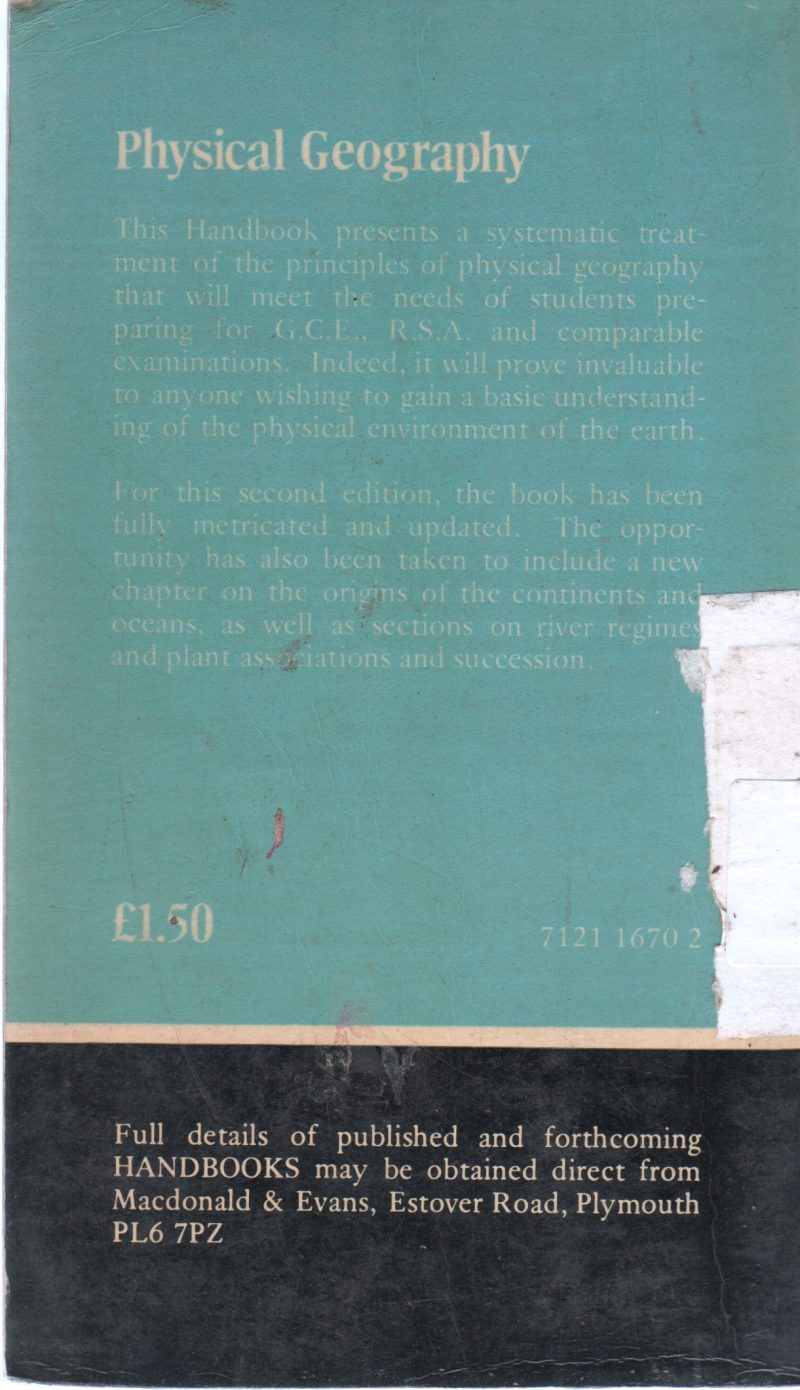 Physical Geography
This Handbook presents a systematic treat-
ment of the principles of physical geography
that will meet the needs of students pre-
paring for G.C.E., R.S.A. and comparable
examinations. Indeed, it will prove invaluable
to anyone wishing to gain a basic understand-
ing of the physical environment of the earth.
For this second edition, the book has been
fully metricated and updated. The oppor-
tunity has also been taken to include a new
chapter on the origins of the continents and
oceans, as well as sections on river regimes
and plant associations and succession.
£1.50
7121 1670 2
Full details of published and forthcoming
HANDBOOKS may be obtained direct from
Macdonald & Evans, Estover Road, Plymouth
PL6 7PZ